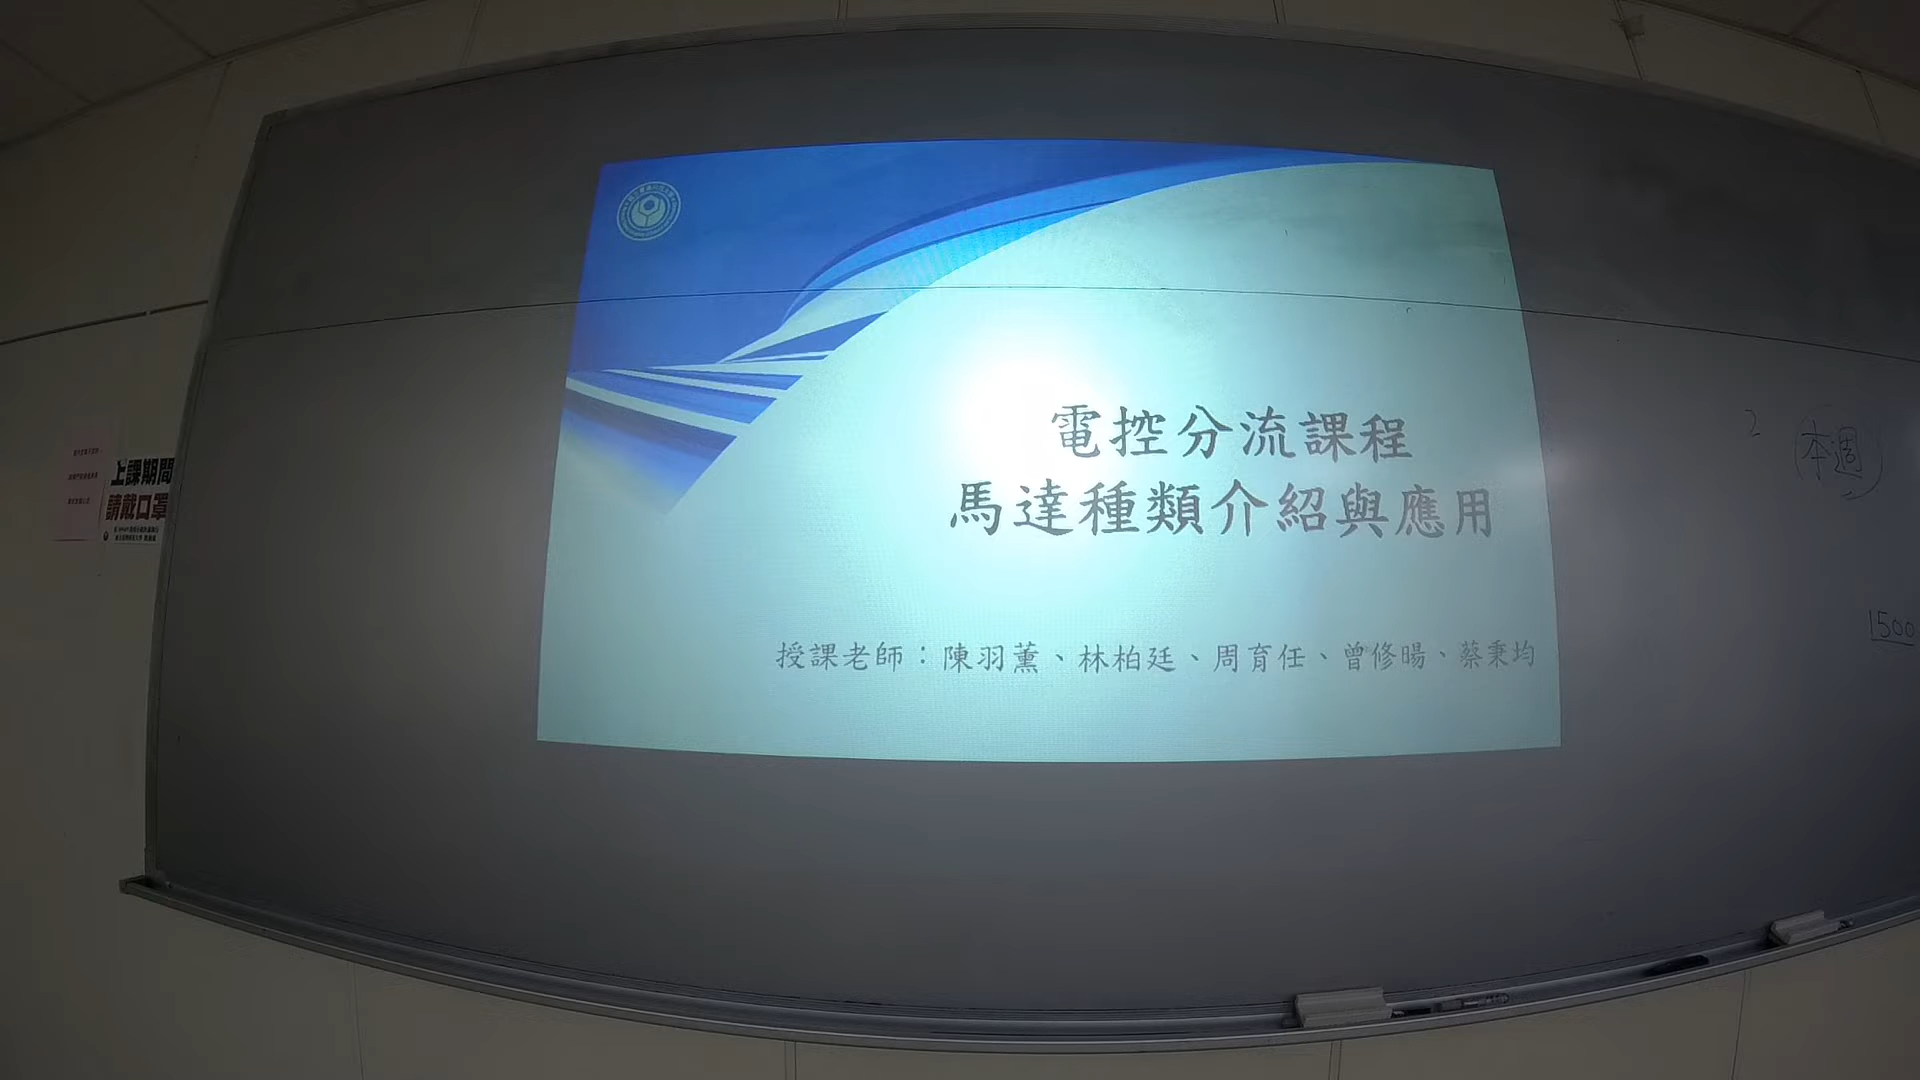 電控分流課程
馬達種類介紹與應用
授課老師：陳羽薰、林柏廷、周育任、曾修暘、蔡秉均
上課期間
請戴口罩
2
本週
1500